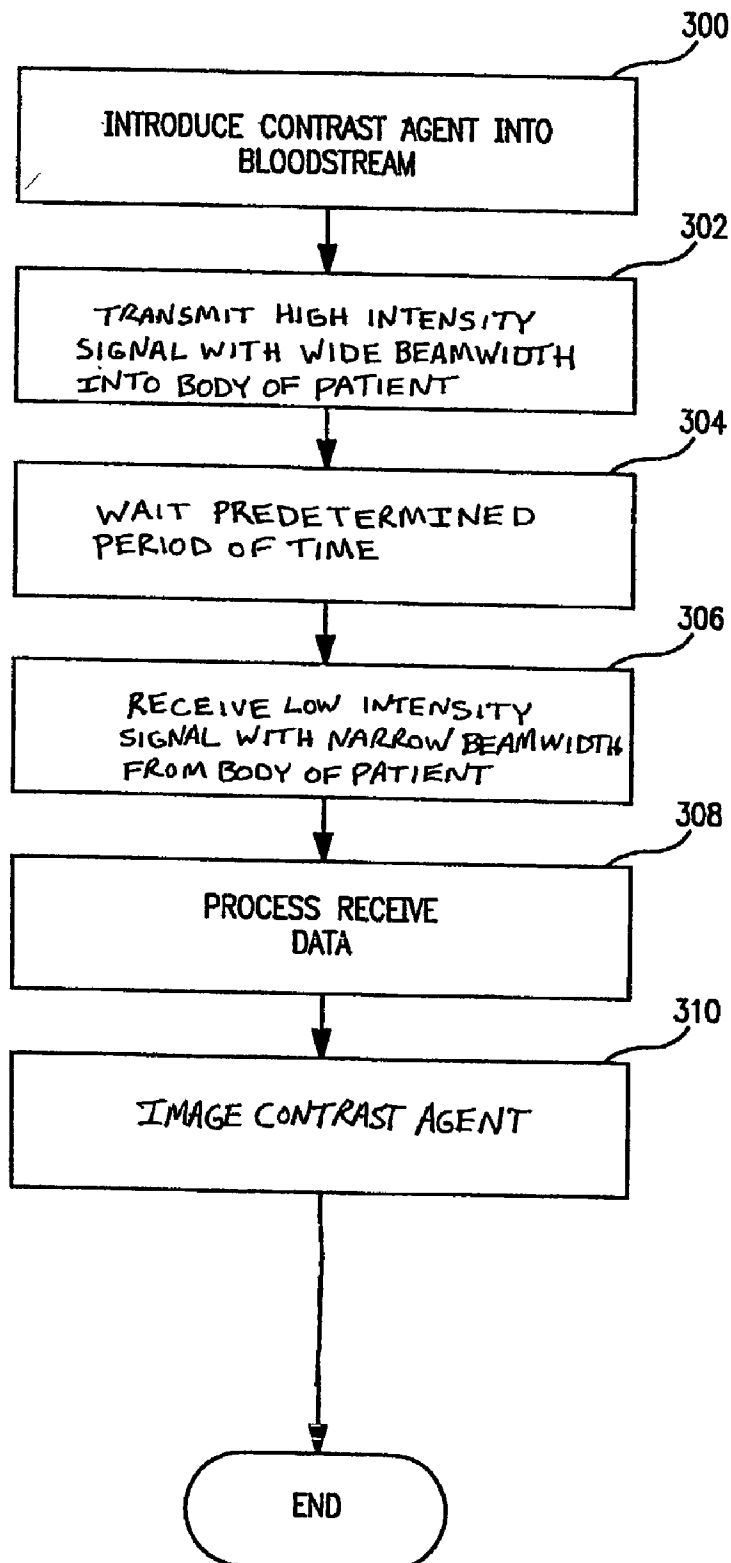 300
INTRODUCE CONTRAST AGENT INTO
BLOODSTREAM
302
TRANSMIT HIGH INTENSITY
SIGNAL WITH WIDE BEAMWIDTH
INTO BODY OF PATIENT
304
WAIT PREDETERMINED
PERIOD OF TIME
306
RECEIVE LOW INTENSITY
SIGNAL WITH NARROW BEAMWIDTH
FROM BODY OF PATIENT
308
PROCESS RECEIVE
DATA
310
IMAGE CONTRAST AGENT
END